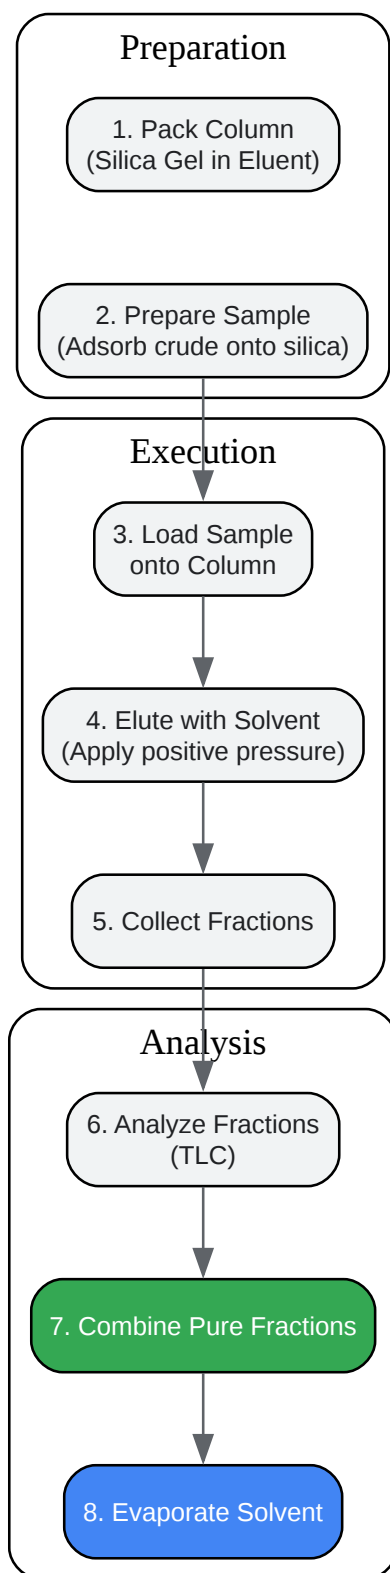 Preparation
1. Pack Column
(Silica Gel in Eluent)
2. Prepare Sample
(Adsorb crude onto silica)
Execution
3. Load Sample
onto Column
4. Elute with Solvent
(Apply positive pressure)
5. Collect Fractions
Analysis
6. Analyze Fractions
(TLC)
7. Combine Pure Fractions
8. Evaporate Solvent